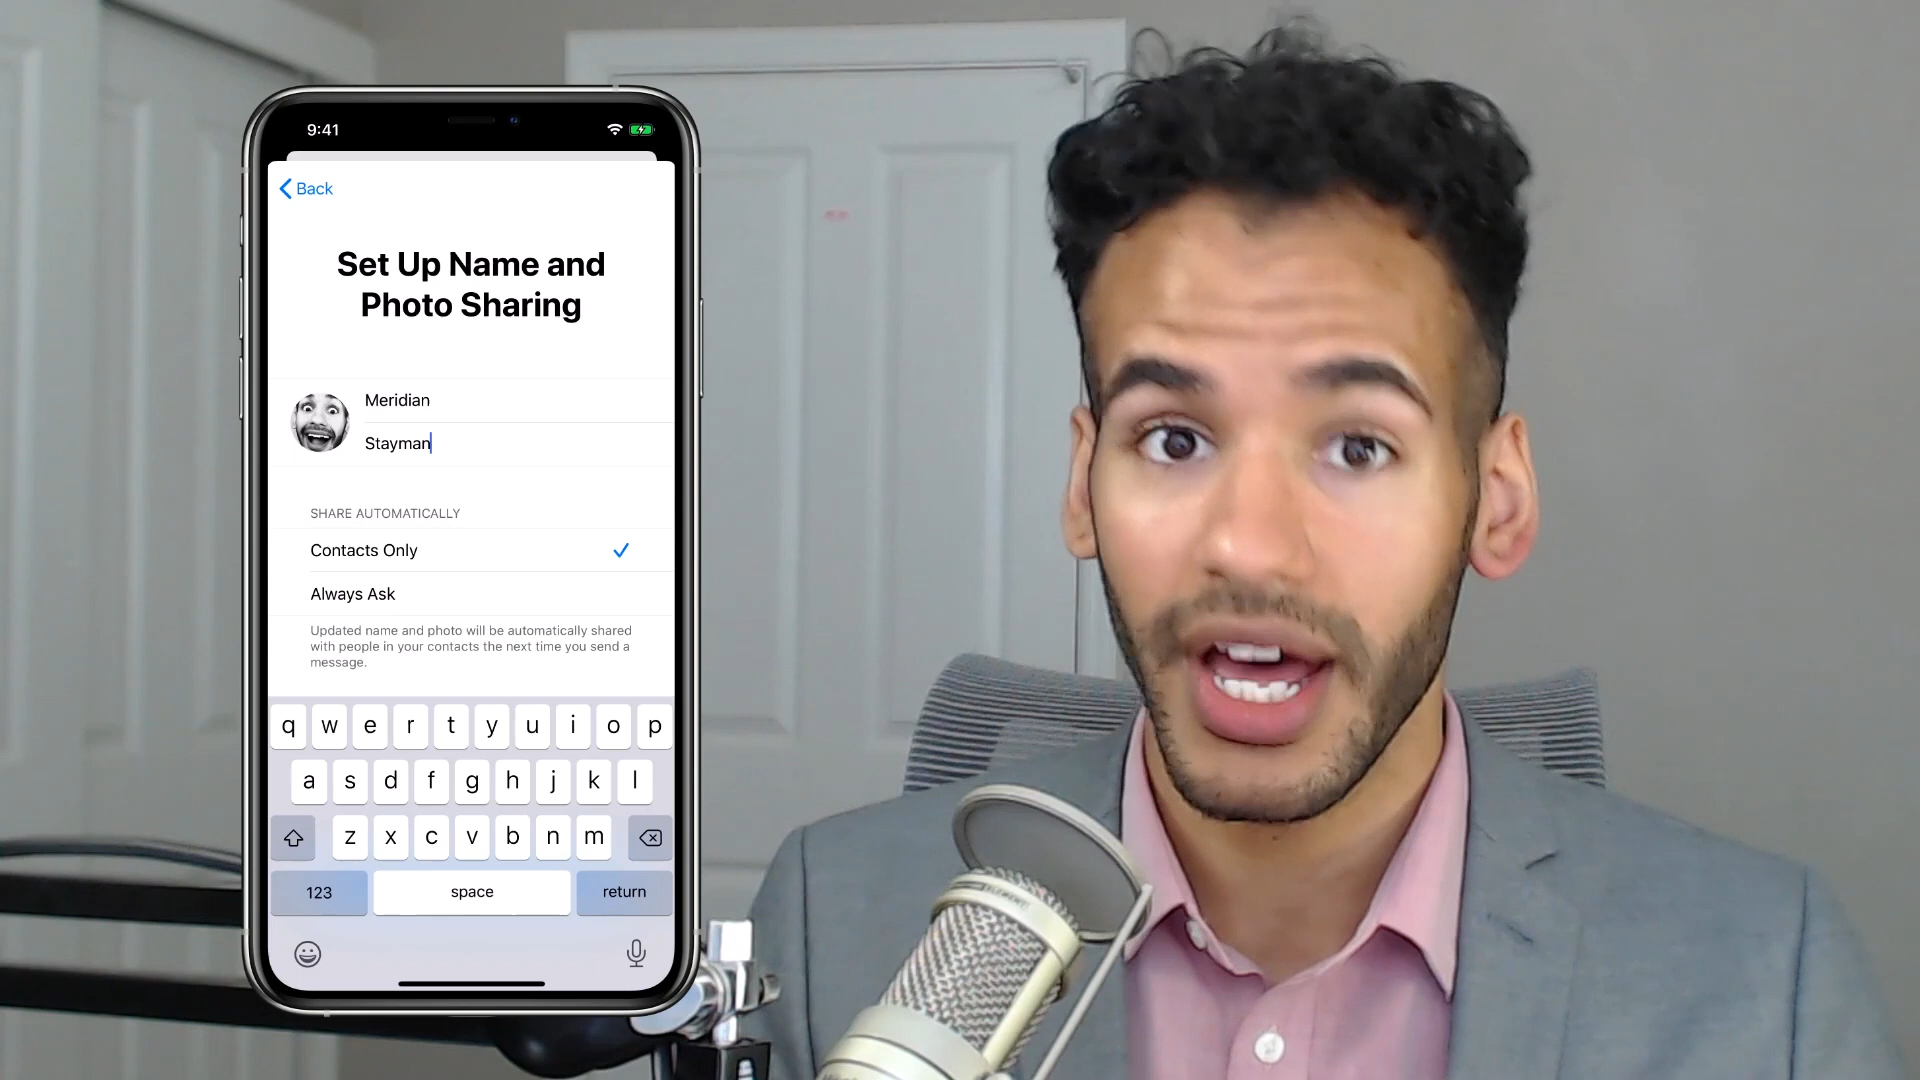 9:41
Back
Set Up Name and
Photo Sharing
Meridian
Stayman
SHARE AUTOMATICALLY
Contacts Only
Always Ask
Updated name and photo will be automatically shared
with people in your contacts the next time you send a
message.
q w e r t y u i o p
a s d f g h j k l
z x c v b n m
123 space return